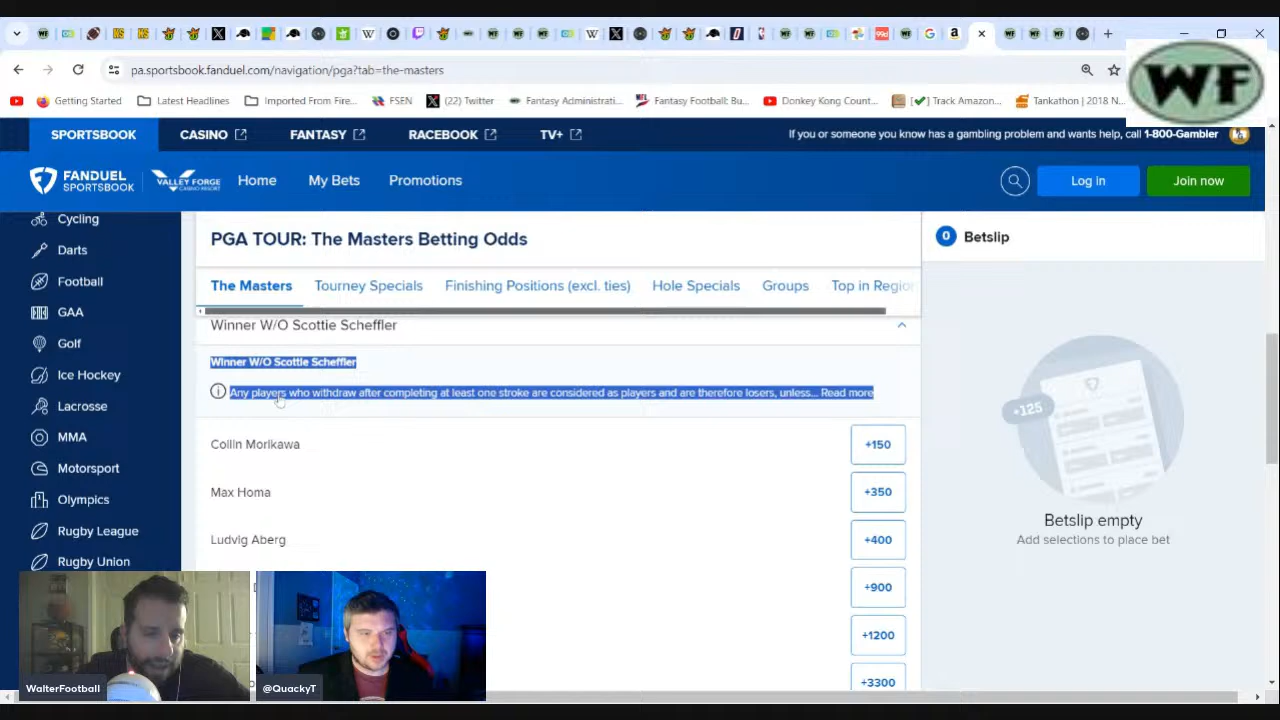 WF
pa.sportsbook.fanduel.com/navigation/pga?tab=the-masters
Getting Started
Latest Headlines
Imported From Fire...
FSEN
(22) Twitter
Fantasy Administrati...
Fantasy Football: Bu...
Donkey Kong Count...
Track Amazon...
Tankathon | 2018 N...
SPORTSBOOK
CASINO
FANTASY
RACEBOOK
TV+
If you or someone you know has a gambling problem and wants help, call 1-800-Gambler
FANDUEL
SPORTSBOOK
VALLEY FORGE
Home
My Bets
Promotions
Log in
Join now
Cycling
Darts
Football
GAA
Golf
Ice Hockey
Lacrosse
MMA
Motorsport
Olympics
Rugby League
Rugby Union
PGA TOUR: The Masters Betting Odds
The Masters
Tourney Specials
Finishing Positions (excl. ties)
Hole Specials
Groups
Top in Regio
Winner W/O Scottie Scheffler
Winner W/O Scottie Scheffler
Any players who withdraw after completing at least one stroke are considered as players and are therefore losers, unless... Read more
Collin Morikawa
+150
Max Homa
+350
Ludvig Aberg
+400
+900
+1200
+3300
0 Betslip
+125
Betslip empty
Add selections to place bet
WalterFootball
@QuackyT